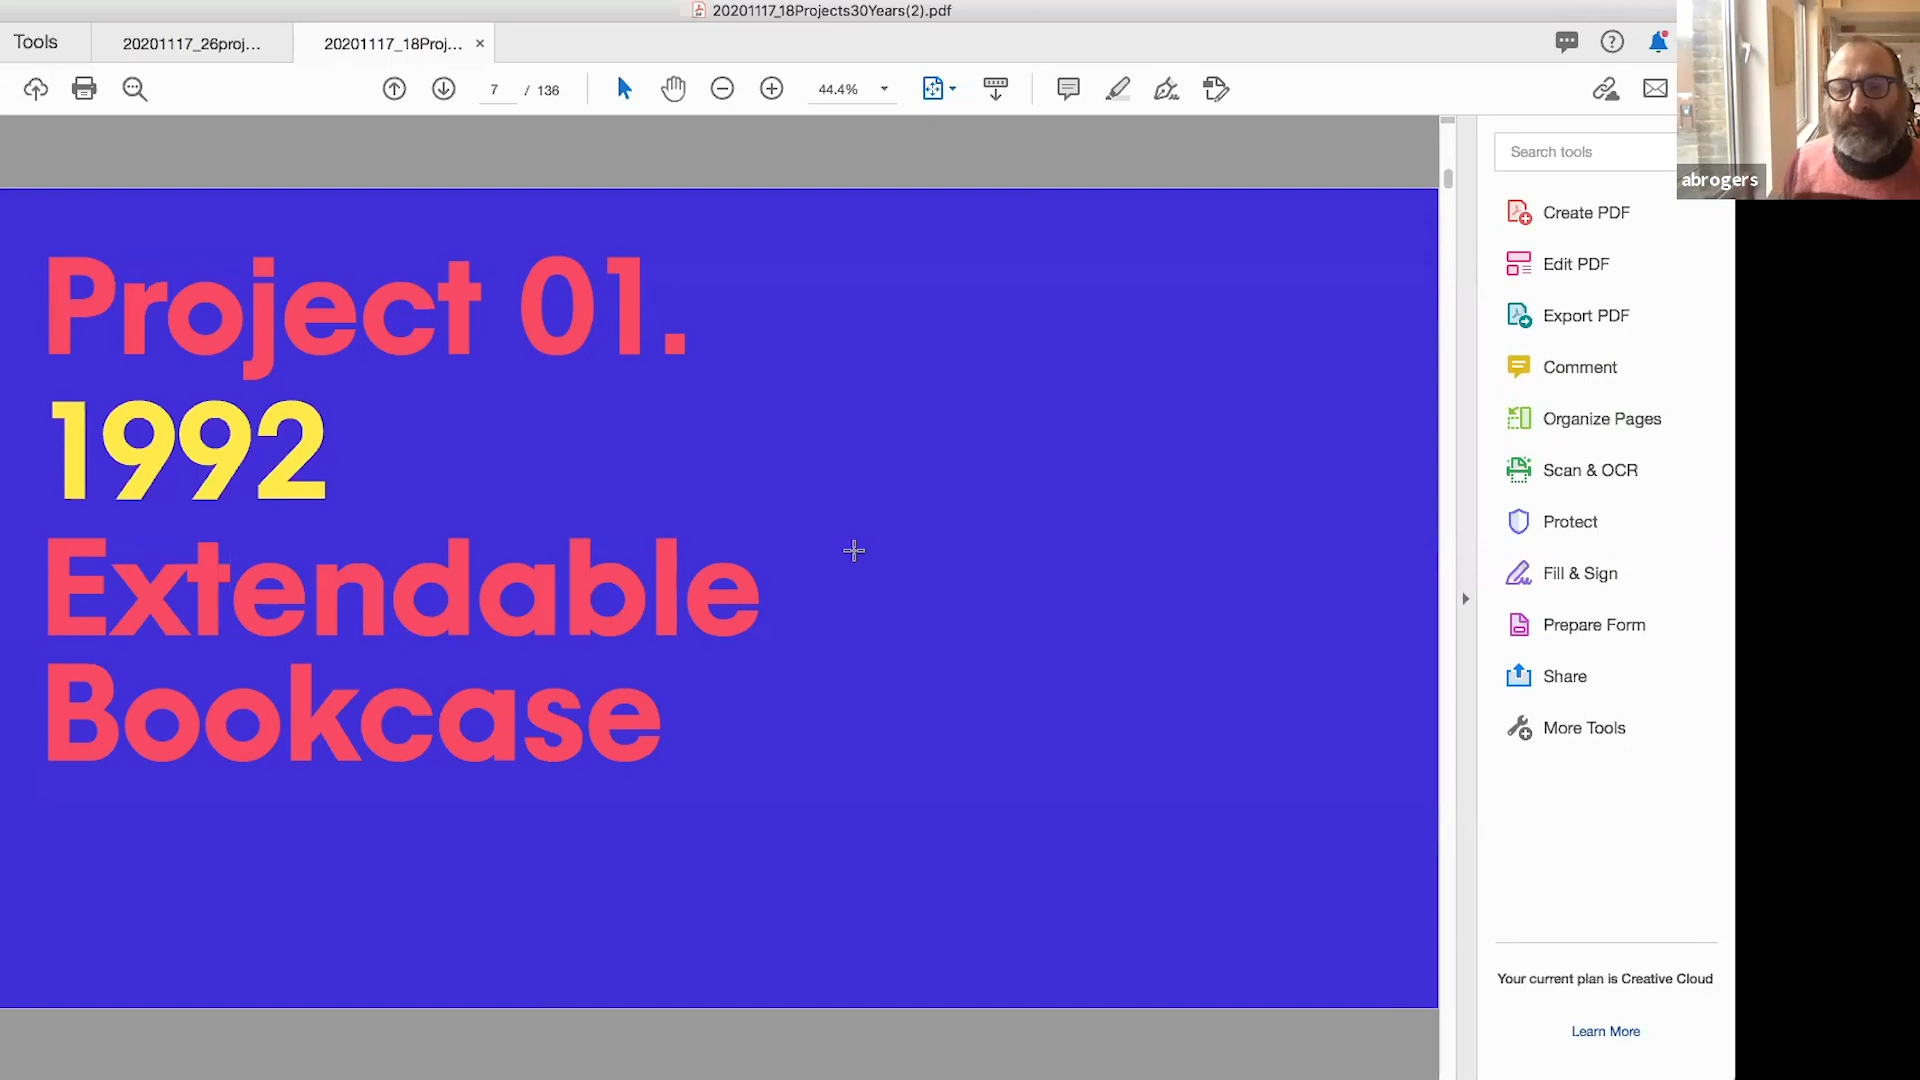 20201117_18Projects30Years(2).pdf
Tools
20201117_26proj...
20201117_18Proj...
7 / 136
44.4%
Search tools
abrogers
Create PDF
Edit PDF
Export PDF
Comment
Organize Pages
Scan & OCR
Protect
Fill & Sign
Prepare Form
Share
More Tools
Your current plan is Creative Cloud
Learn More
Project 01.
1992
Extendable
Bookcase